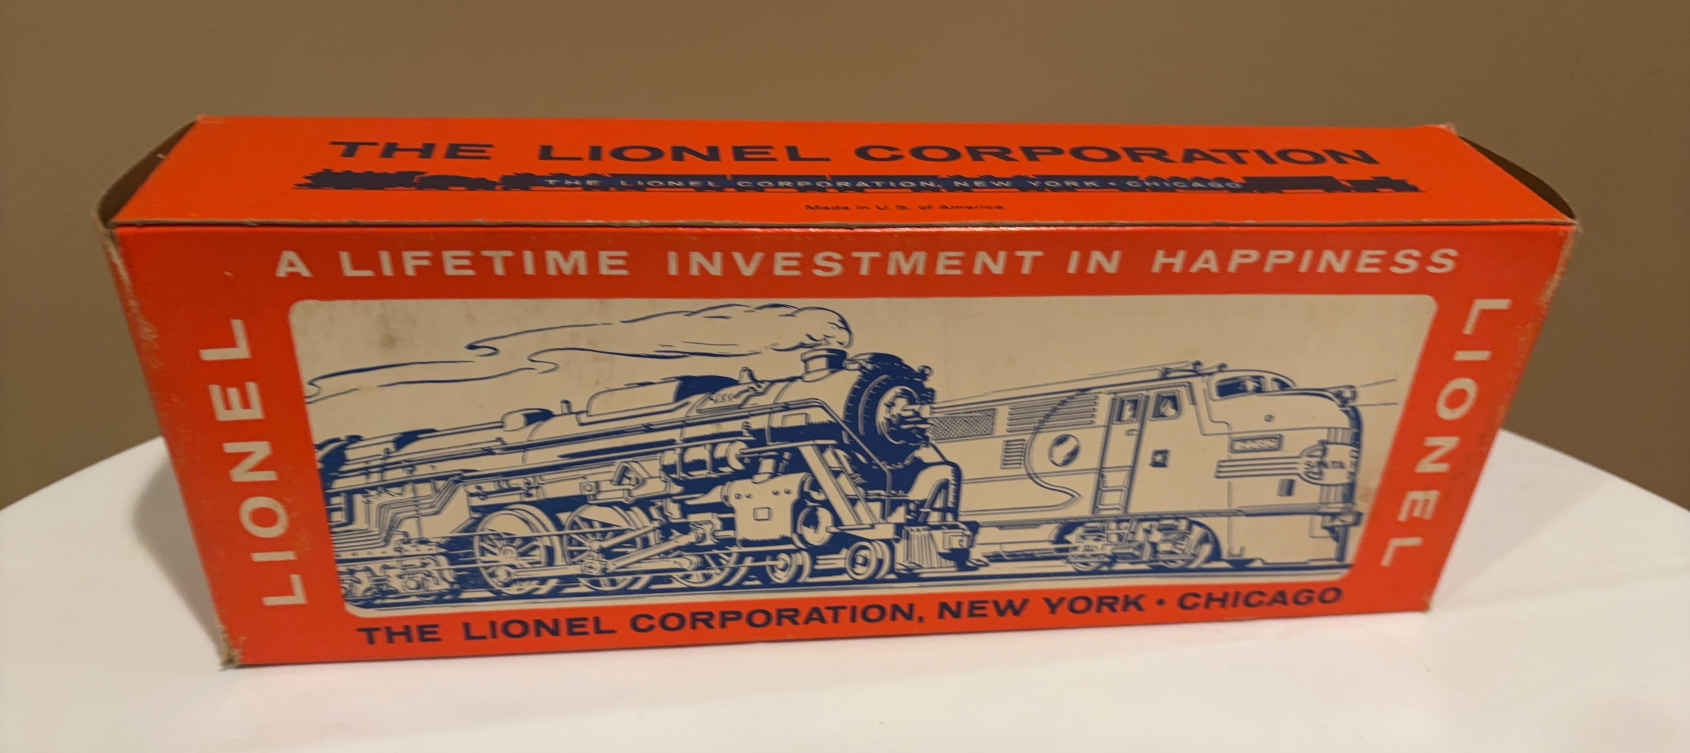 THE LIONEL CORPORATION
THE LIONEL CORPORATION, NEW YORK • CHICAGO
Made in U. S. of America
A LIFETIME INVESTMENT IN HAPPINESS
LIONEL
LIONEL
SANTA
THE LIONEL CORPORATION, NEW YORK • CHICAGO